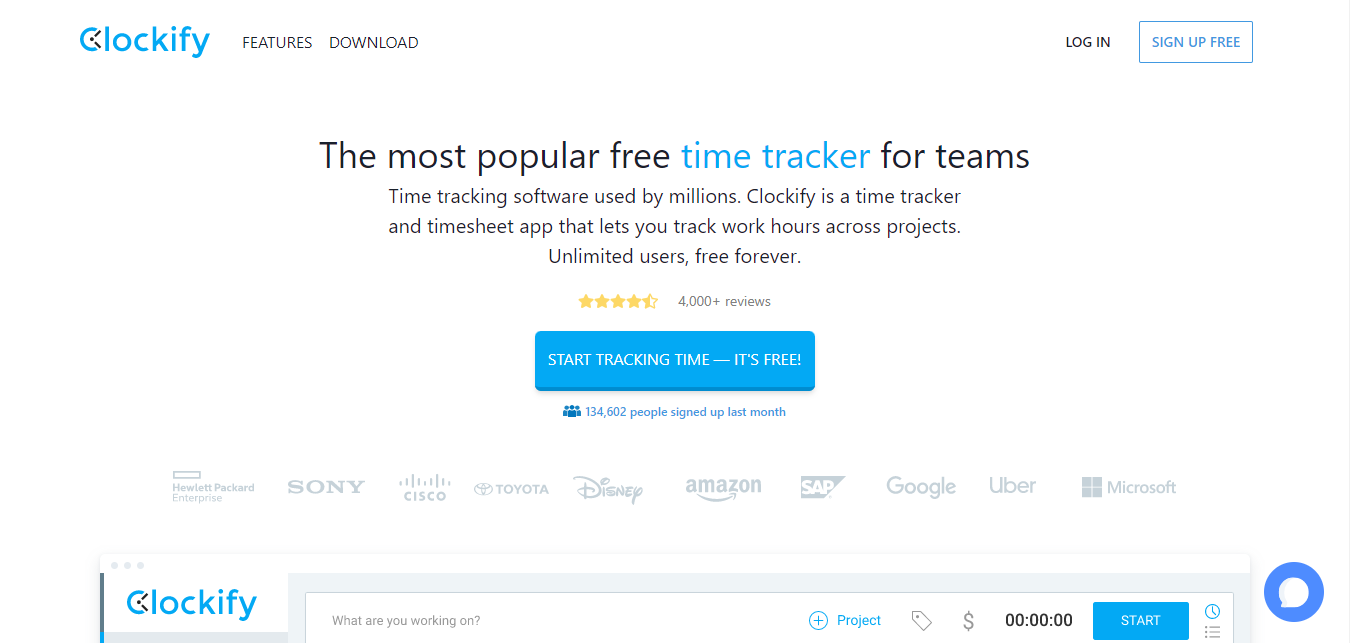 Clockify
FEATURES
DOWNLOAD
LOG IN
SIGN UP FREE
The most popular free time tracker for teams
Time tracking software used by millions. Clockify is a time tracker
and timesheet app that lets you track work hours across projects.
Unlimited users, free forever.
4,000+ reviews
START TRACKING TIME — IT'S FREE!
134,602 people signed up last month
Hewlett Packard
Enterprise
SONY
CISCO
TOYOTA
DISNEY
amazon
SAP
Google
Uber
Microsoft
Clockify
What are you working on?
Project
$
00:00:00
START